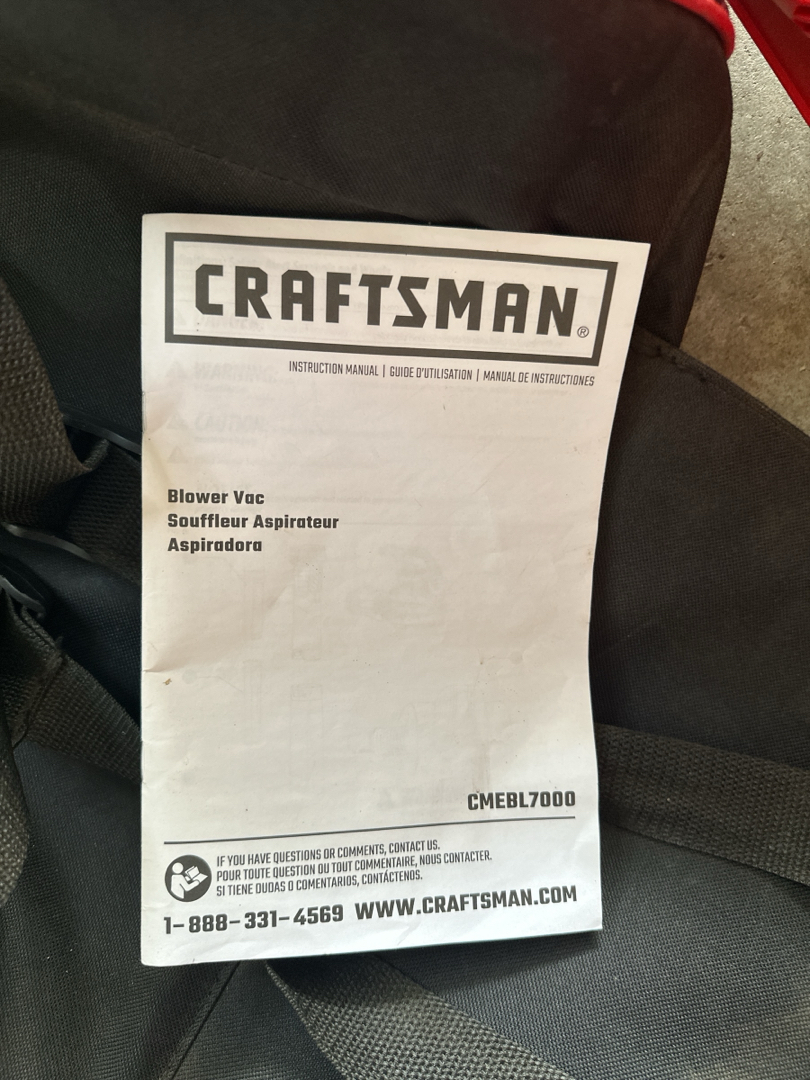 CRAFTSMAN®
INSTRUCTION MANUAL | GUIDE D'UTILISATION | MANUAL DE INSTRUCTIONES
WARNING:
CAUTION:
Blower Vac
Souffleur Aspirateur
Aspiradora
CMEBL7000
IF YOU HAVE QUESTIONS OR COMMENTS, CONTACT US.
POUR TOUTE QUESTION OU TOUT COMMENTAIRE, NOUS CONTACTER.
SI TIENE DUDAS O COMENTARIOS, CONTÁCTENOS.
1-888-331-4569 WWW.CRAFTSMAN.COM